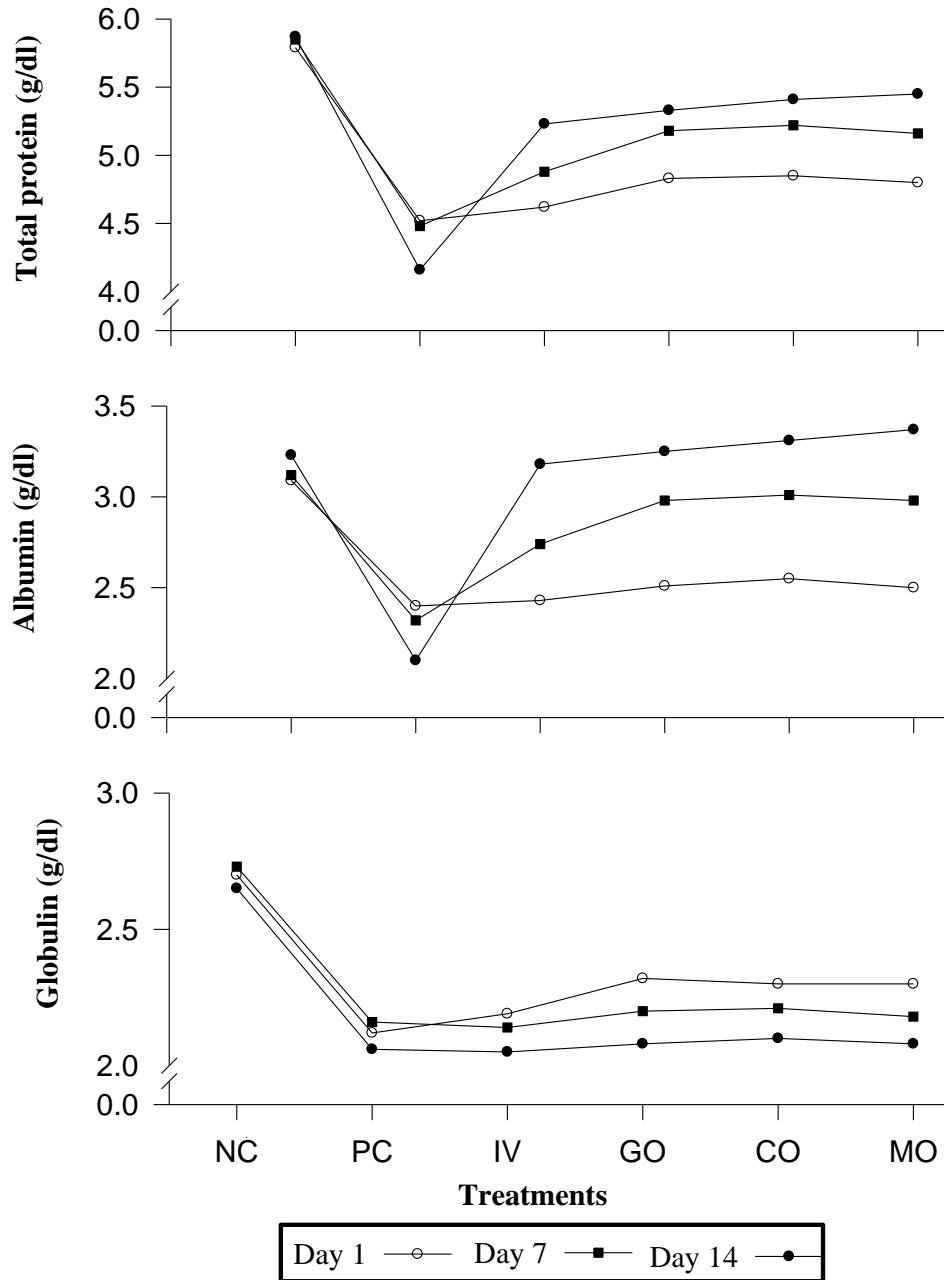 Total protein (g/dl)
6.0
5.5
5.0
4.5
4.0
0.0
Albumin (g/dl)
3.5
3.0
2.5
2.0
0.0
Globulin (g/dl)
3.0
2.5
2.0
0.0
NC PC IV GO CO MO
Treatments
Day 1 Day 7 Day 14